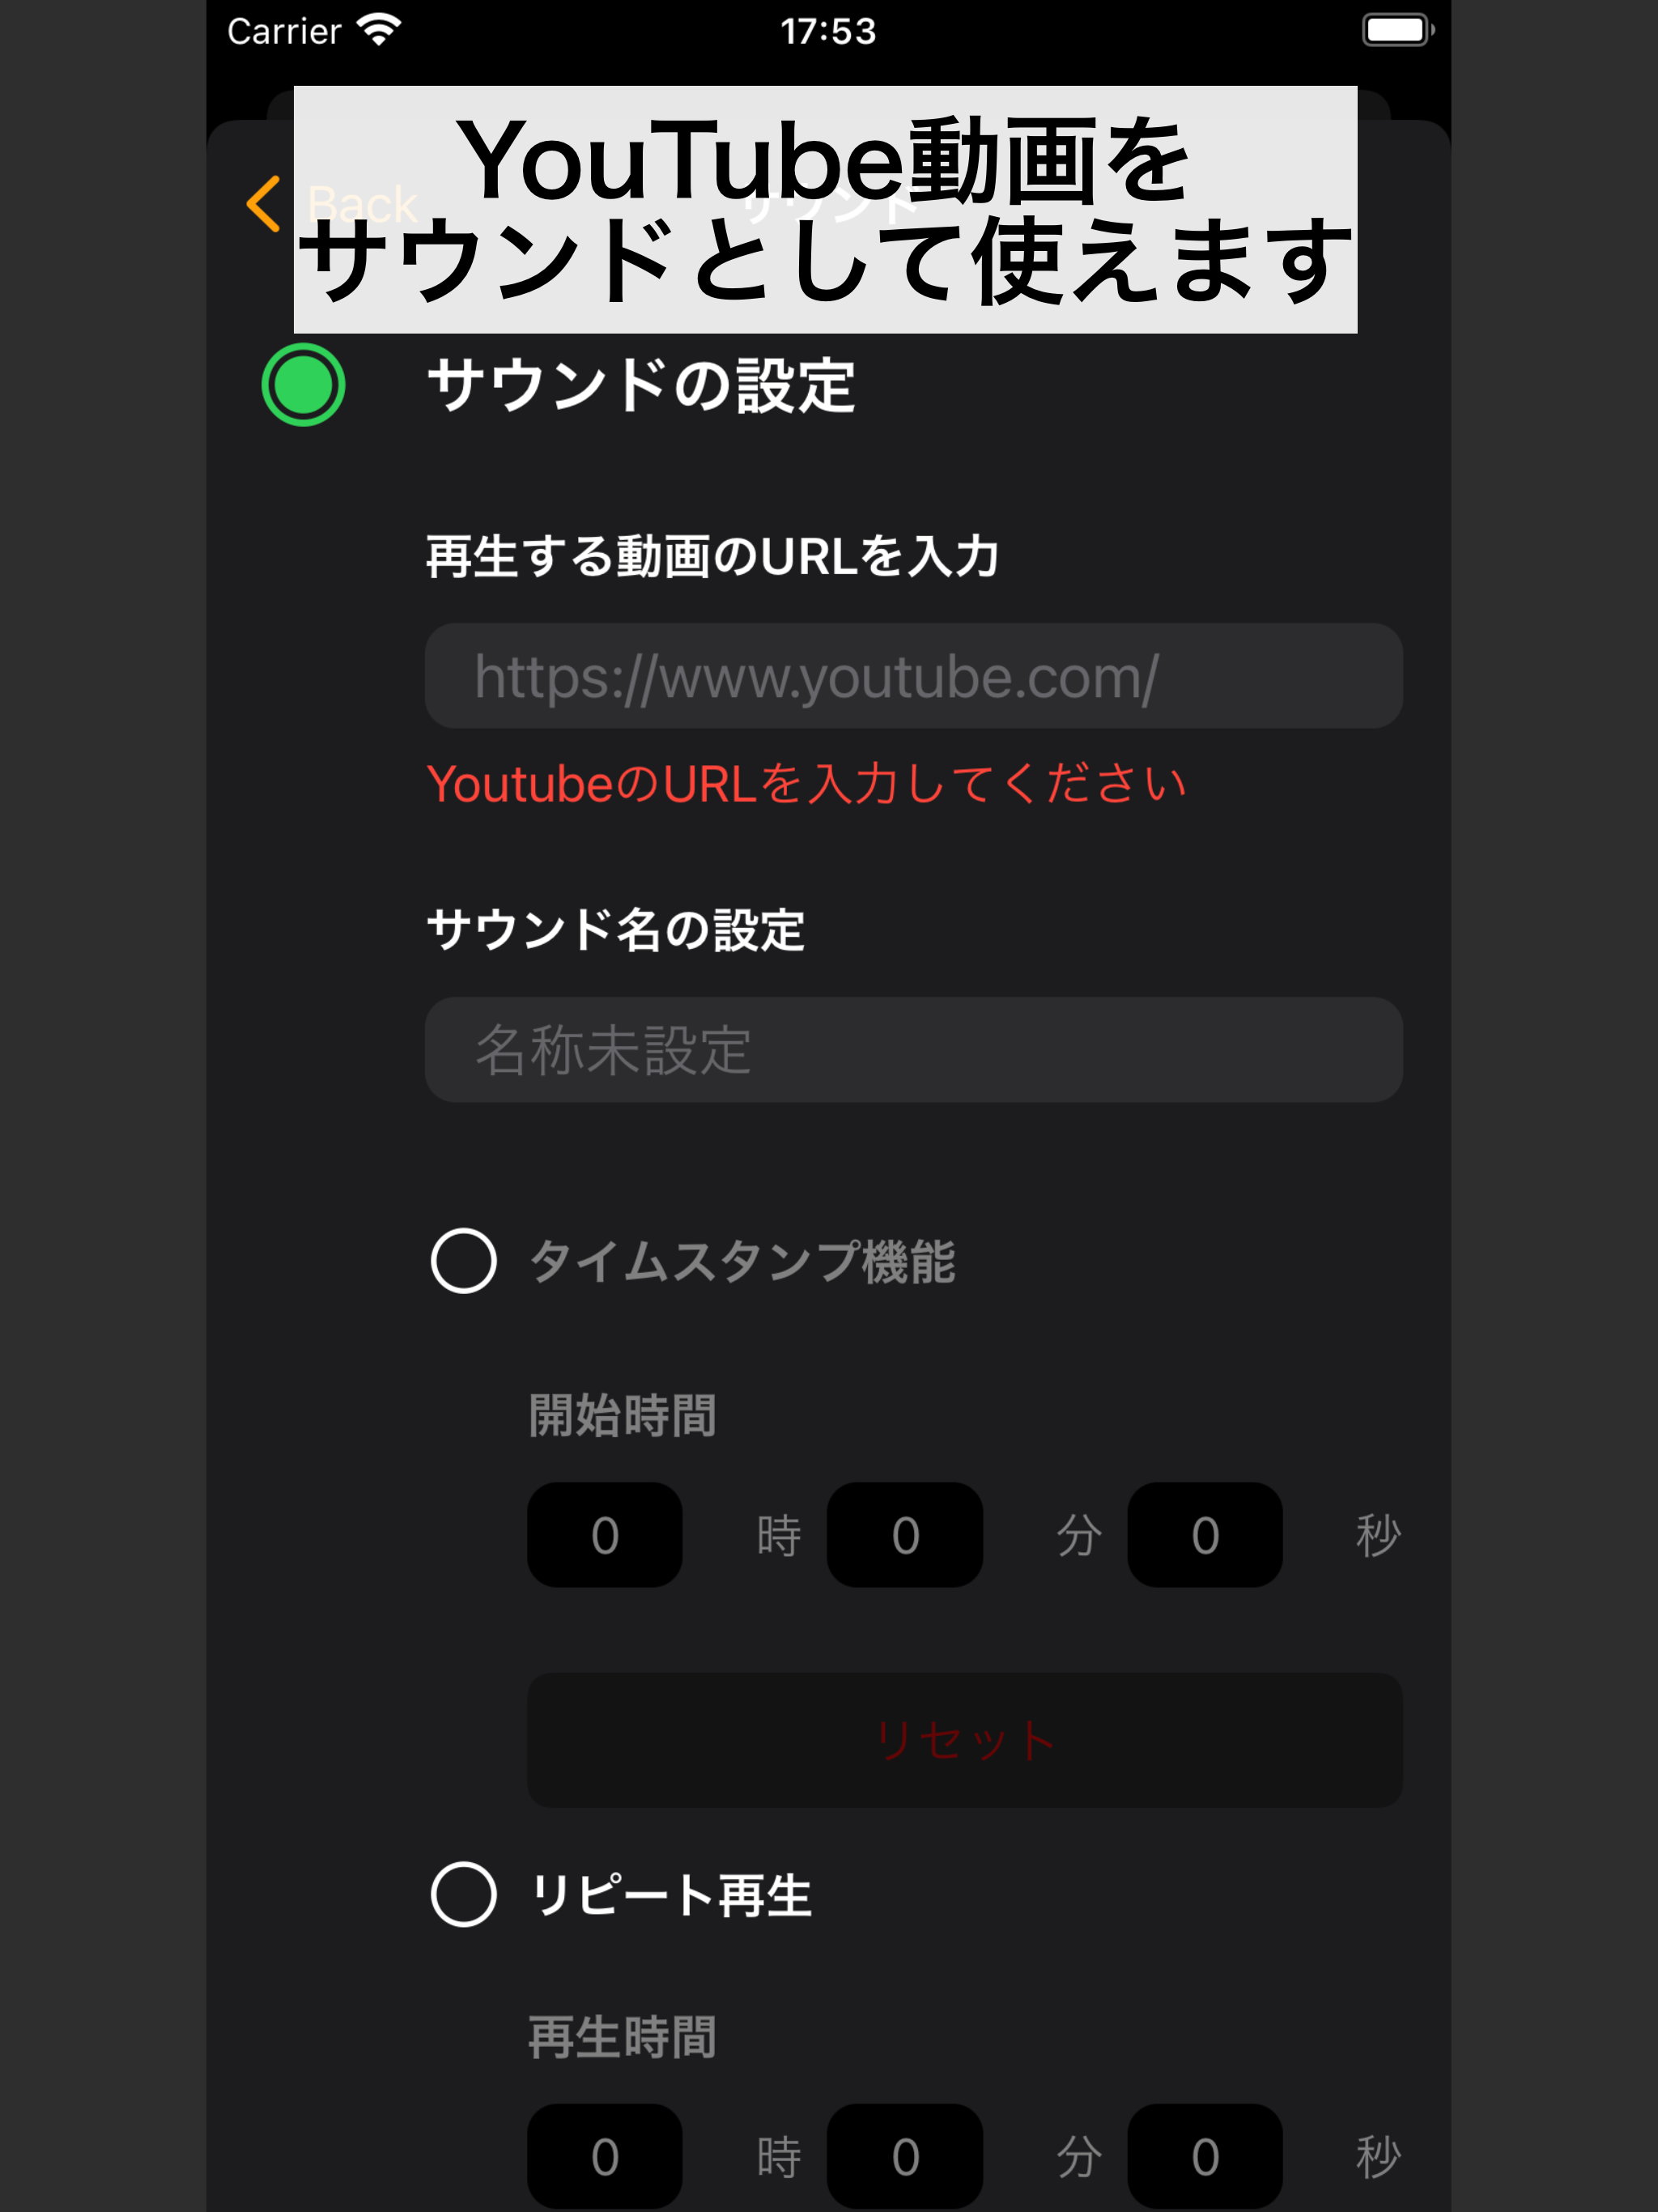 Carrier 17:53
YouTube動画を
サウンドとして使えます
Back サウンド
サウンドの設定
再生する動画のURLを入力
https://www.youtube.com/
YoutubeのURLを入力してください
サウンド名の設定
名称未設定
タイムスタンプ機能
開始時間
0 時 0 分 0 秒
リセット
リピート再生
再生時間
0 時 0 分 0 秒